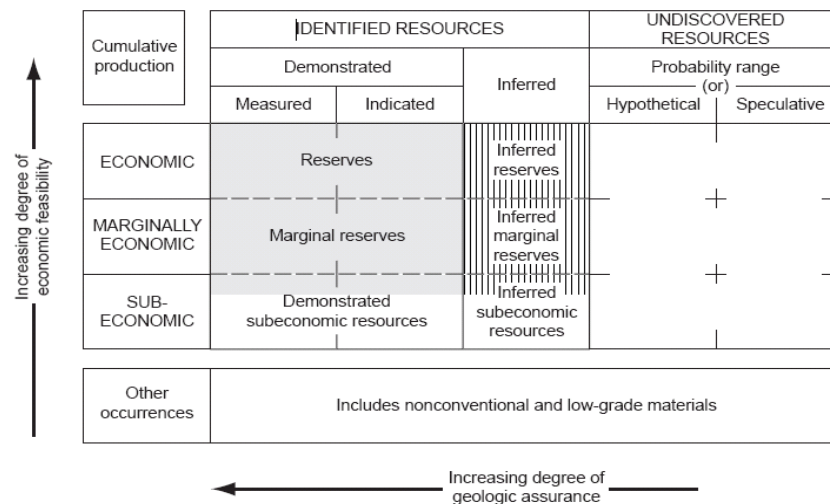 Cumulative
production
IDENTIFIED RESOURCES
UNDISCOVERED
RESOURCES
Demonstrated
Inferred
Probability range
(or)
Measured
Indicated
Hypothetical
Speculative
Increasing degree of
economic feasibility
ECONOMIC
Reserves
Inferred
reserves
MARGINALLY
ECONOMIC
Marginal reserves
Inferred
marginal
reserves
SUB-
ECONOMIC
Demonstrated
subeconomic resources
Inferred
subeconomic
resources
Other
occurrences
Includes nonconventional and low-grade materials
Increasing degree of
geologic assurance